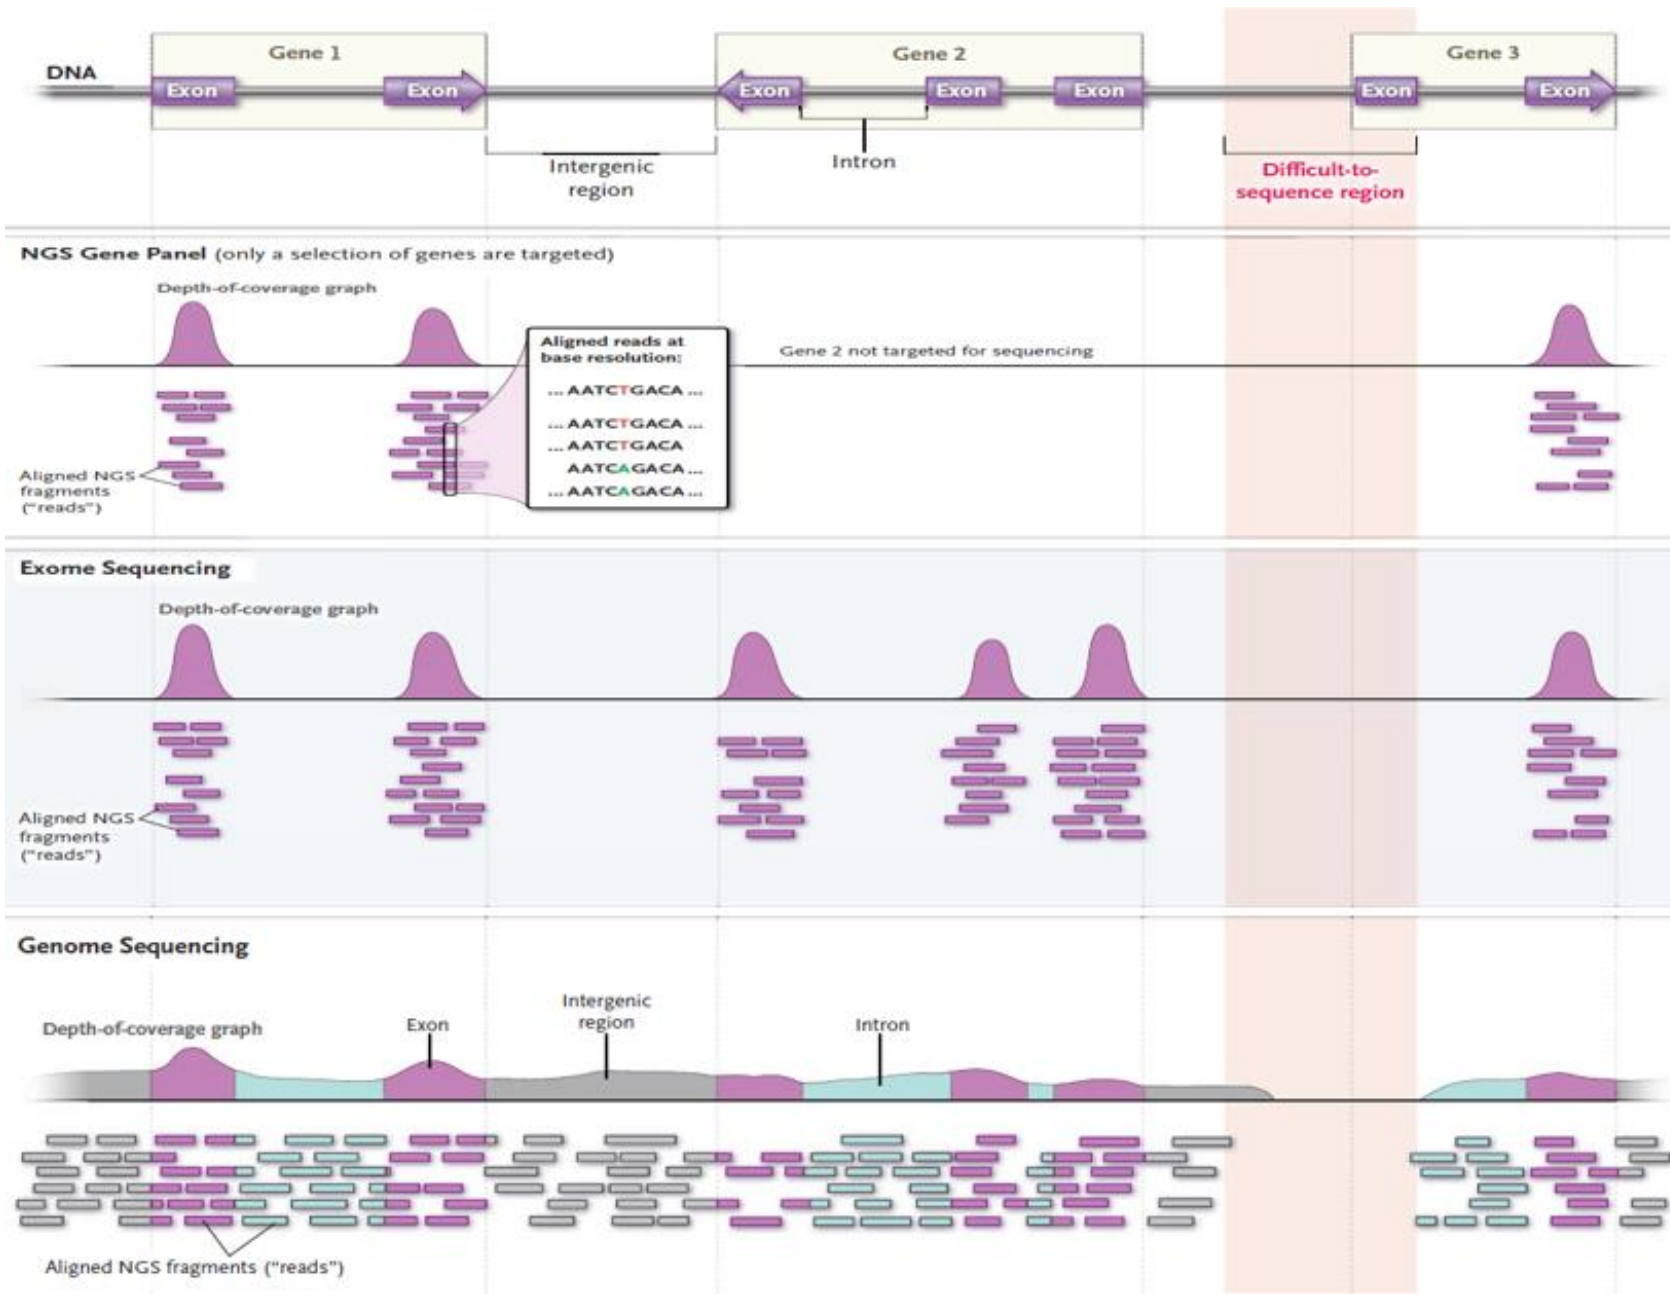 Gene 1
Gene 2
Gene 3
DNA
Exon
Exon
Exon
Exon
Exon
Exon
Exon
Intergenic
region
Intron
Difficult-to-
sequence region
NGS Gene Panel (only a selection of genes are targeted)
Depth-of-coverage graph
Aligned reads at
base resolution:
... AATCTGACA ...
... AATCTGACA ...
... AATCTGACA
AATCAGACA ...
... AATCAGACA ...
Gene 2 not targeted for sequencing
Aligned NGS
fragments
(“reads”)
Exome Sequencing
Depth-of-coverage graph
Aligned NGS
fragments
(“reads”)
Genome Sequencing
Depth-of-coverage graph
Exon
Intergenic
region
Intron
Aligned NGS fragments (“reads”)